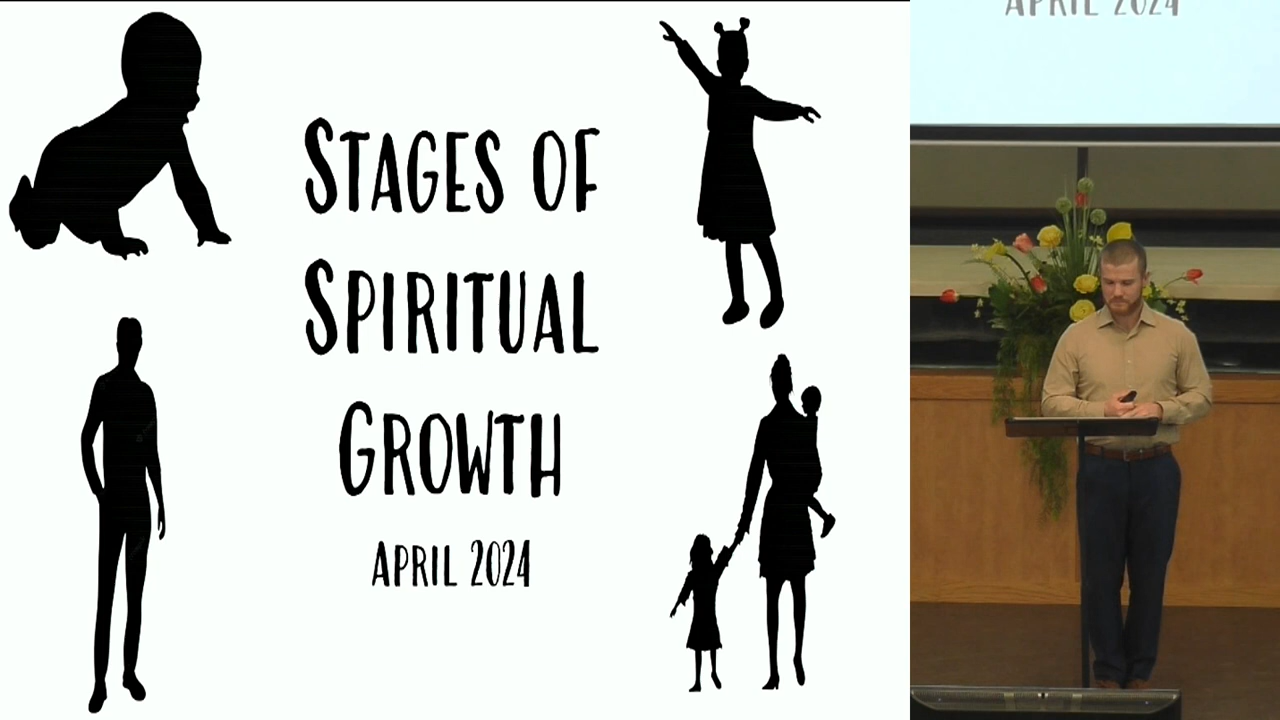 STAGES OF
SPIRITUAL
GROWTH
APRIL 2024
APRIL 2024